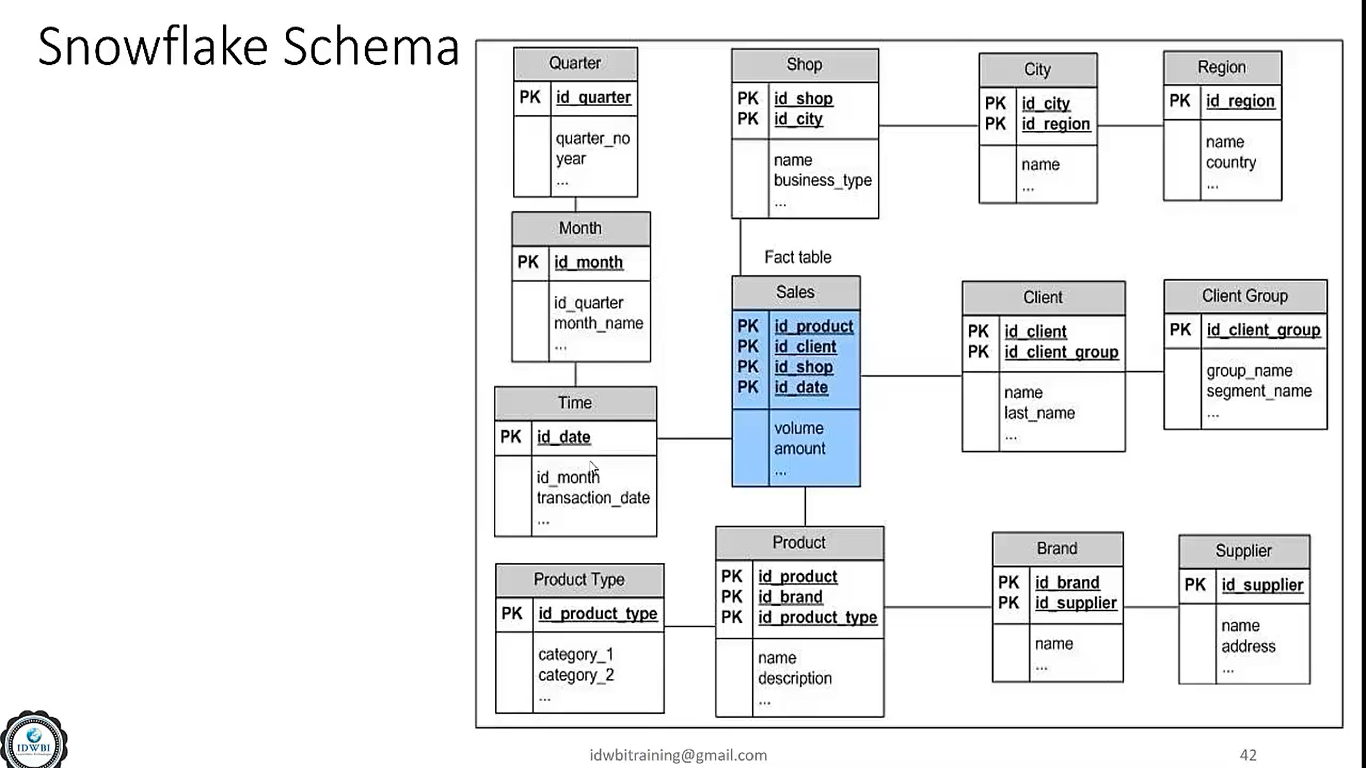 Snowflake Schema
Quarter
PK id_quarter
quarter_no
year
...
Month
PK id_month
id_quarter
month_name
...
Time
PK id_date
id_month
transaction_date
...
Product Type
PK id_product_type
category_1
category_2
...
Shop
PK id_shop
PK id_city
name
business_type
...
Fact table
Sales
PK id_product
PK id_client
PK id_shop
PK id_date
volume
amount
...
Product
PK id_product
PK id_brand
PK id_product_type
name
description
...
City
PK id_city
PK id_region
name
...
Region
PK id_region
name
country
...
Client
PK id_client
PK id_client_group
name
last_name
...
Client Group
PK id_client_group
group_name
segment_name
...
Brand
PK id_brand
PK id_supplier
name
...
Supplier
PK id_supplier
name
address
...
IDWBI
idwbitraining@gmail.com
42